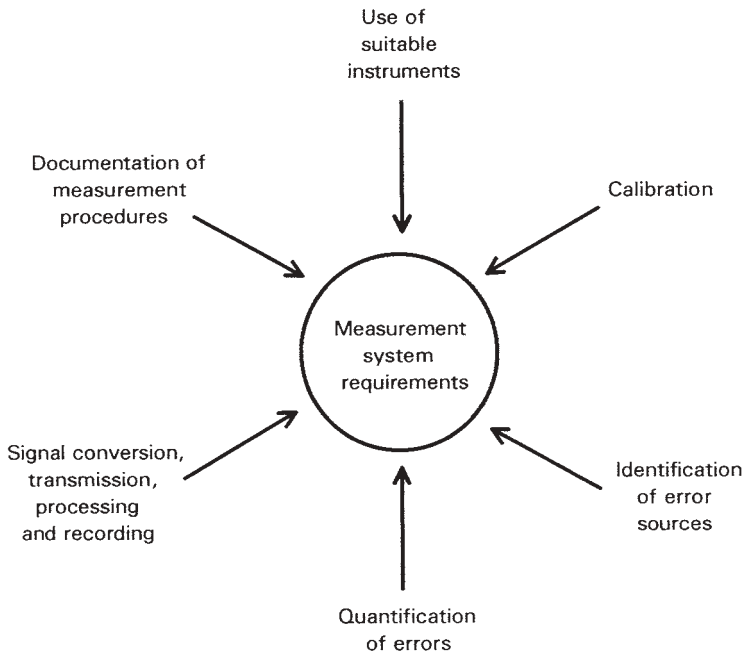 Use of
suitable
instruments
Documentation of
measurement
procedures
Calibration
Measurement
system
requirements
Signal conversion,
transmission,
processing
and recording
Identification
of error
sources
Quantification
of errors